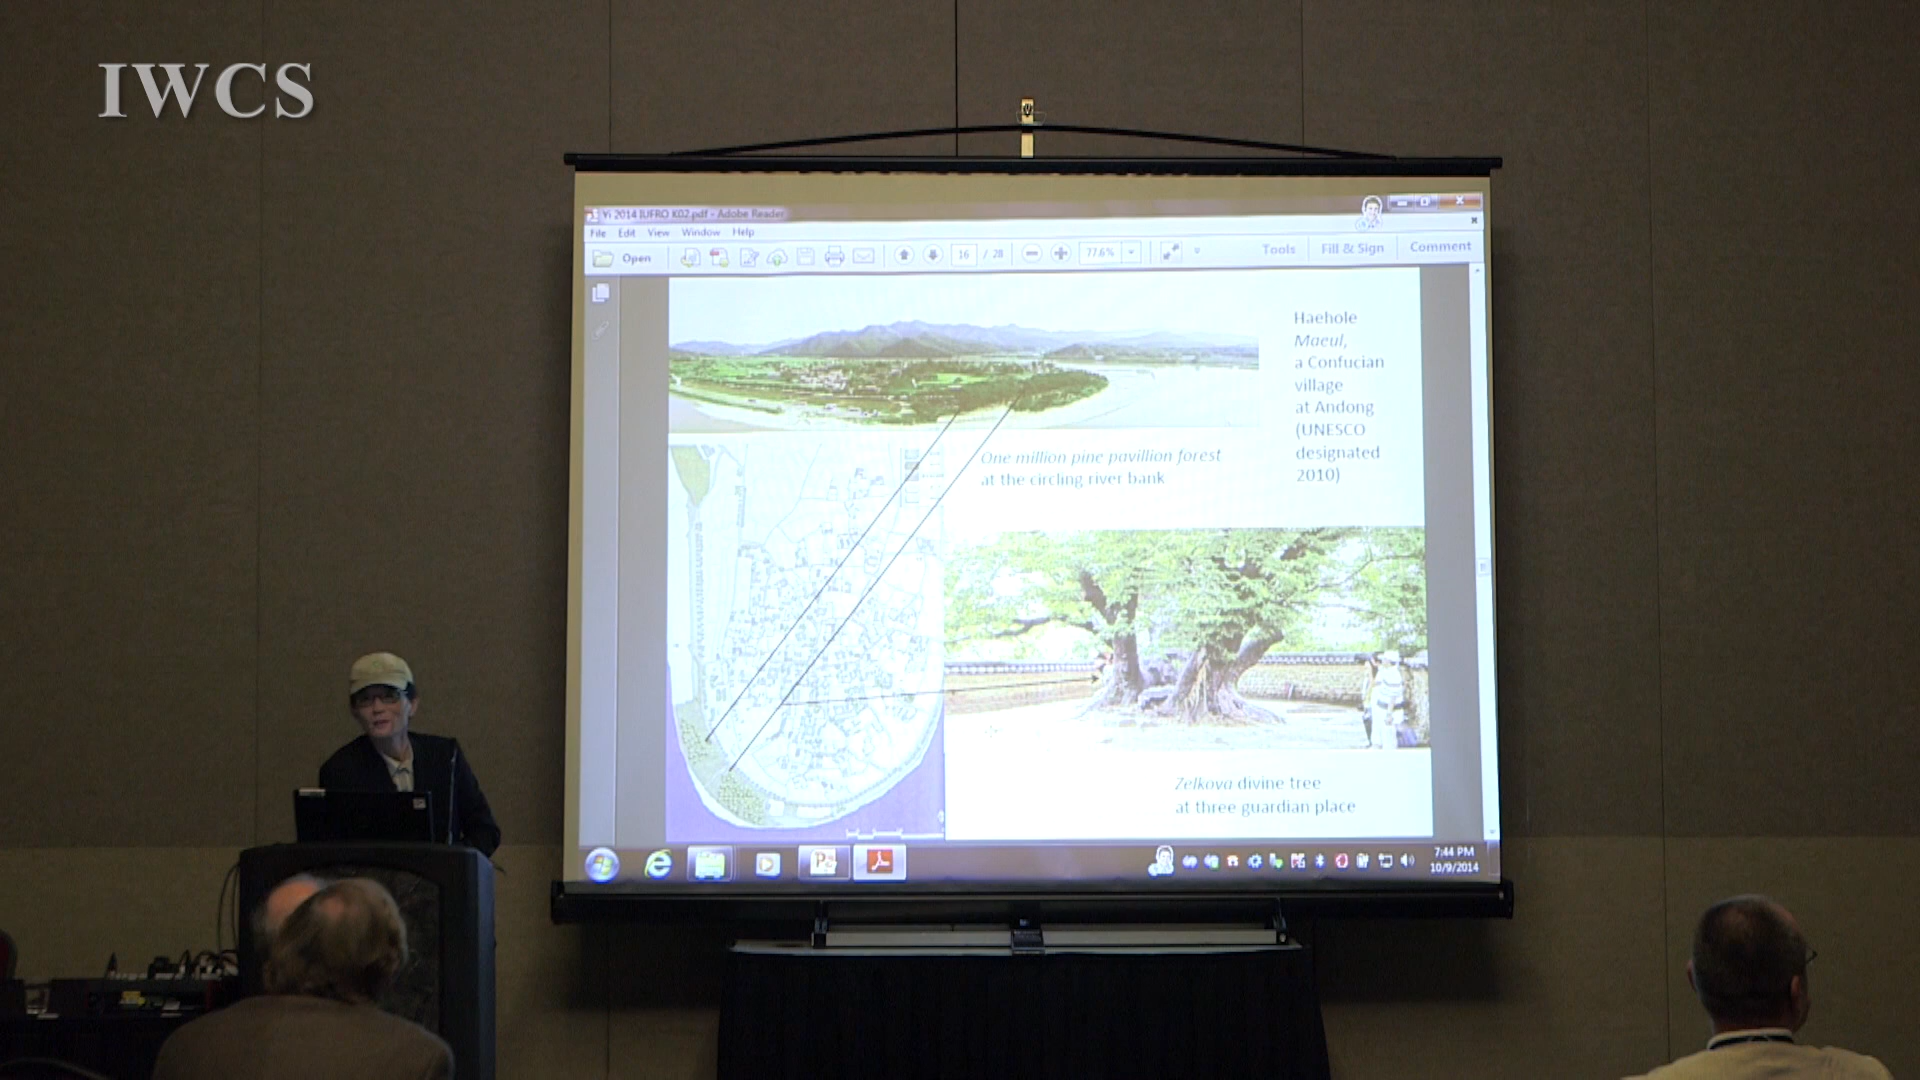 IWCS
Yi 2014 IUFRO K02.pdf - Adobe Reader
File Edit View Window Help
Open 16 / 28 77.6% Tools Fill & Sign Comment
Haehole
Maeul,
a Confucian
village
at Andong
(UNESCO
designated
2010)
One million pine pavillion forest
at the circling river bank
Zelkova divine tree
at three guardian place
7:44 PM
10/9/2014